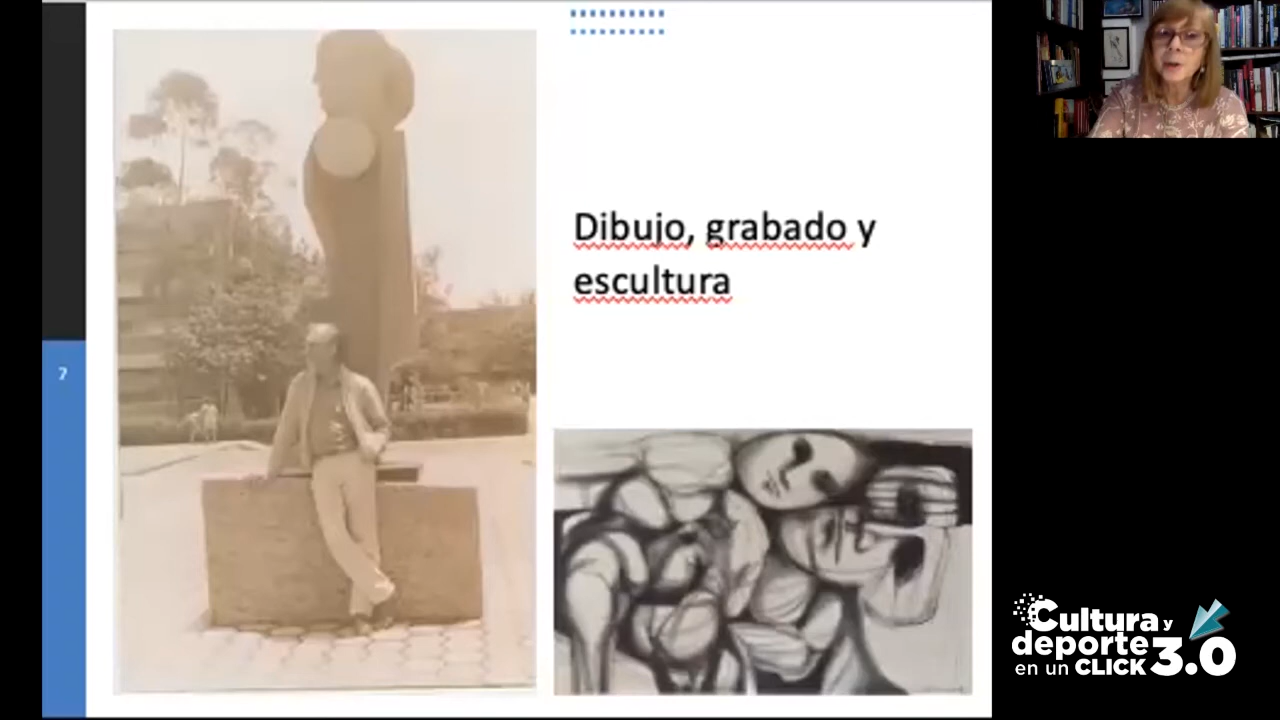 7
Dibujo, grabado y
escultura
Cultura y
deporte
en un CLICK 3.0